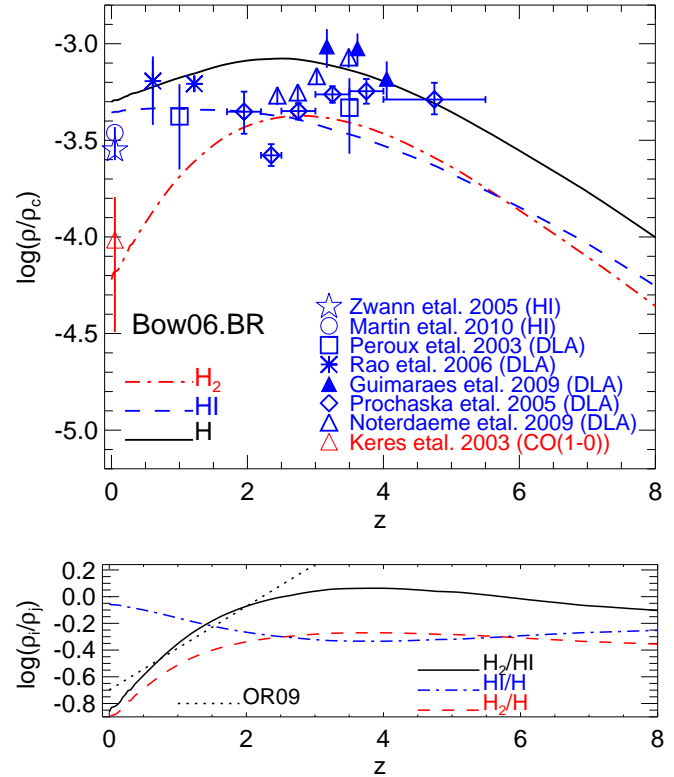 -3.0
-3.5
-4.0
-4.5
-5.0
log(ρ/ρc)
Bow06.BR
H2
HI
H
Zwann etal. 2005 (HI)
Martin etal. 2010 (HI)
Peroux etal. 2003 (DLA)
Rao etal. 2006 (DLA)
Guimaraes etal. 2009 (DLA)
Prochaska etal. 2005 (DLA)
Noterdaeme etal. 2009 (DLA)
Keres etal. 2003 (CO(1-0))
0 2 4 6 8
z
0.2
0.0
-0.2
-0.4
-0.6
-0.8
log(ρi/ρj)
OR09
H2/HI
HI/H
H2/H
0 2 4 6 8
z